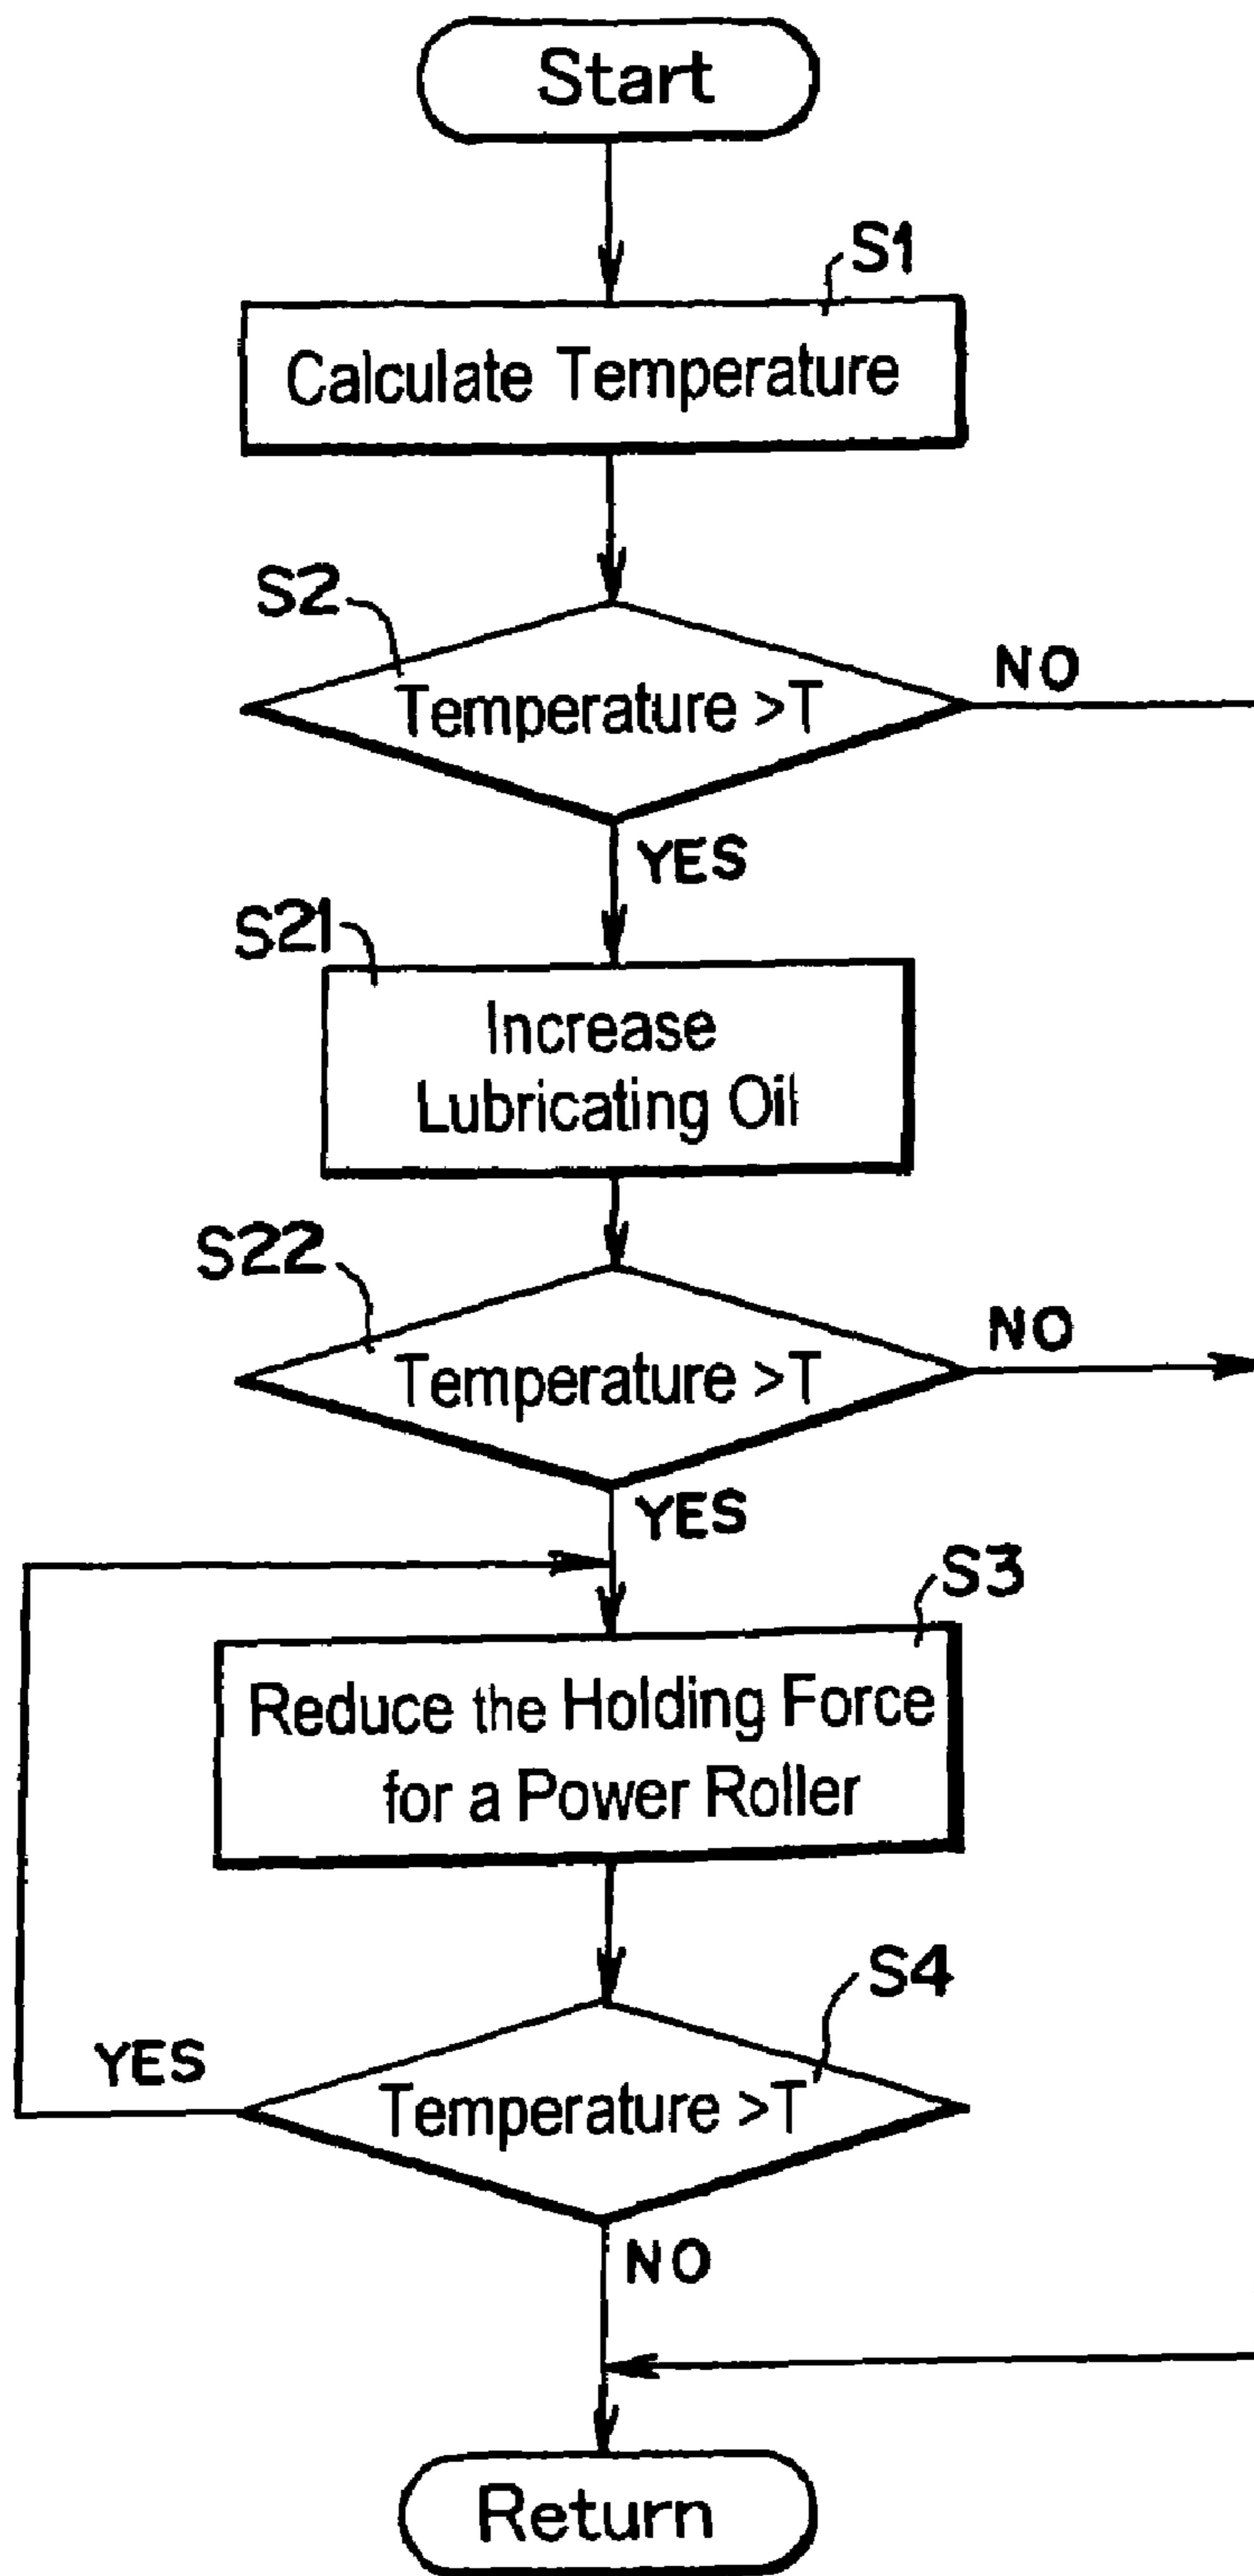 Start
S1
Calculate Temperature
S2
Temperature >T
NO
YES
S21
Increase
Lubricating Oil
S22
Temperature >T
NO
YES
S3
Reduce the Holding Force
for a Power Roller
S4
YES
Temperature >T
NO
Return